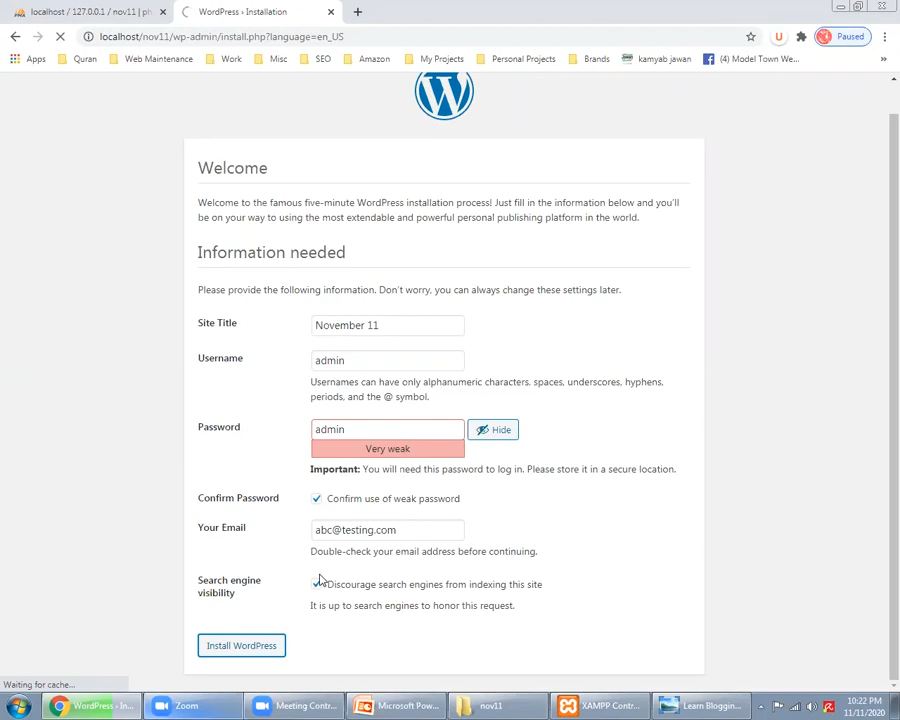 localhost / 127.0.0.1 / nov11 | ph
WordPress › Installation
localhost/nov11/wp-admin/install.php?language=en_US
U
Paused
Apps
Quran
Web Maintenance
Work
Misc
SEO
Amazon
My Projects
Personal Projects
Brands
kamyab jawan
(4) Model Town We...
»
Welcome
Welcome to the famous five-minute WordPress installation process! Just fill in the information below and you'll
be on your way to using the most extendable and powerful personal publishing platform in the world.
Information needed
Please provide the following information. Don't worry, you can always change these settings later.
Site Title
November 11
Username
admin
Usernames can have only alphanumeric characters, spaces, underscores, hyphens,
periods, and the @ symbol.
Password
admin
Hide
Very weak
Important: You will need this password to log in. Please store it in a secure location.
Confirm Password
Confirm use of weak password
Your Email
abc@testing.com
Double-check your email address before continuing.
Search engine
visibility
Discourage search engines from indexing this site
It is up to search engines to honor this request.
Install WordPress
Waiting for cache...
WordPress › In...
Zoom
Meeting Contr...
Microsoft Pow...
nov11
XAMPP Contr...
Learn Bloggin...
10:22 PM
11/11/2020